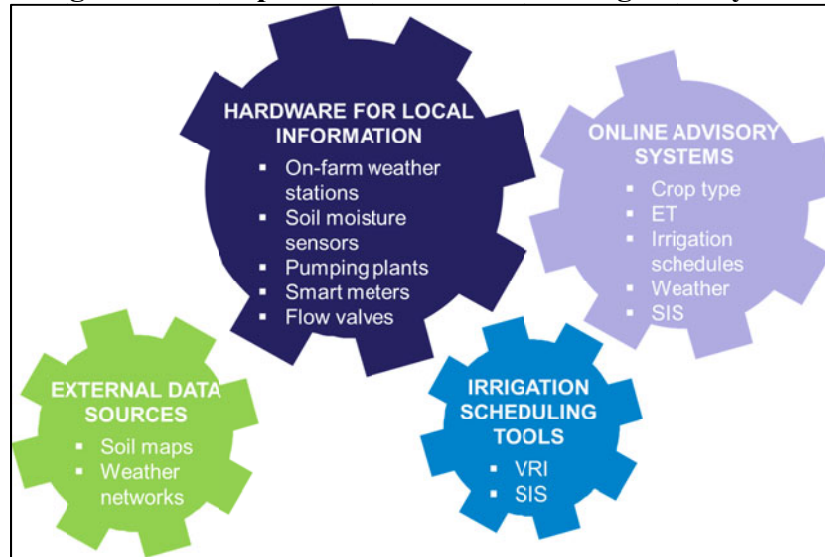 HARDWARE FOR LOCAL
INFORMATION
▪ On-farm weather
stations
▪ Soil moisture
sensors
▪ Pumping plants
▪ Smart meters
▪ Flow valves
ONLINE ADVISORY
SYSTEMS
▪ Crop type
▪ ET
▪ Irrigation
schedules
▪ Weather
▪ SIS
EXTERNAL DATA
SOURCES
▪ Soil maps
▪ Weather
networks
IRRIGATION
SCHEDULING
TOOLS
▪ VRI
▪ SIS